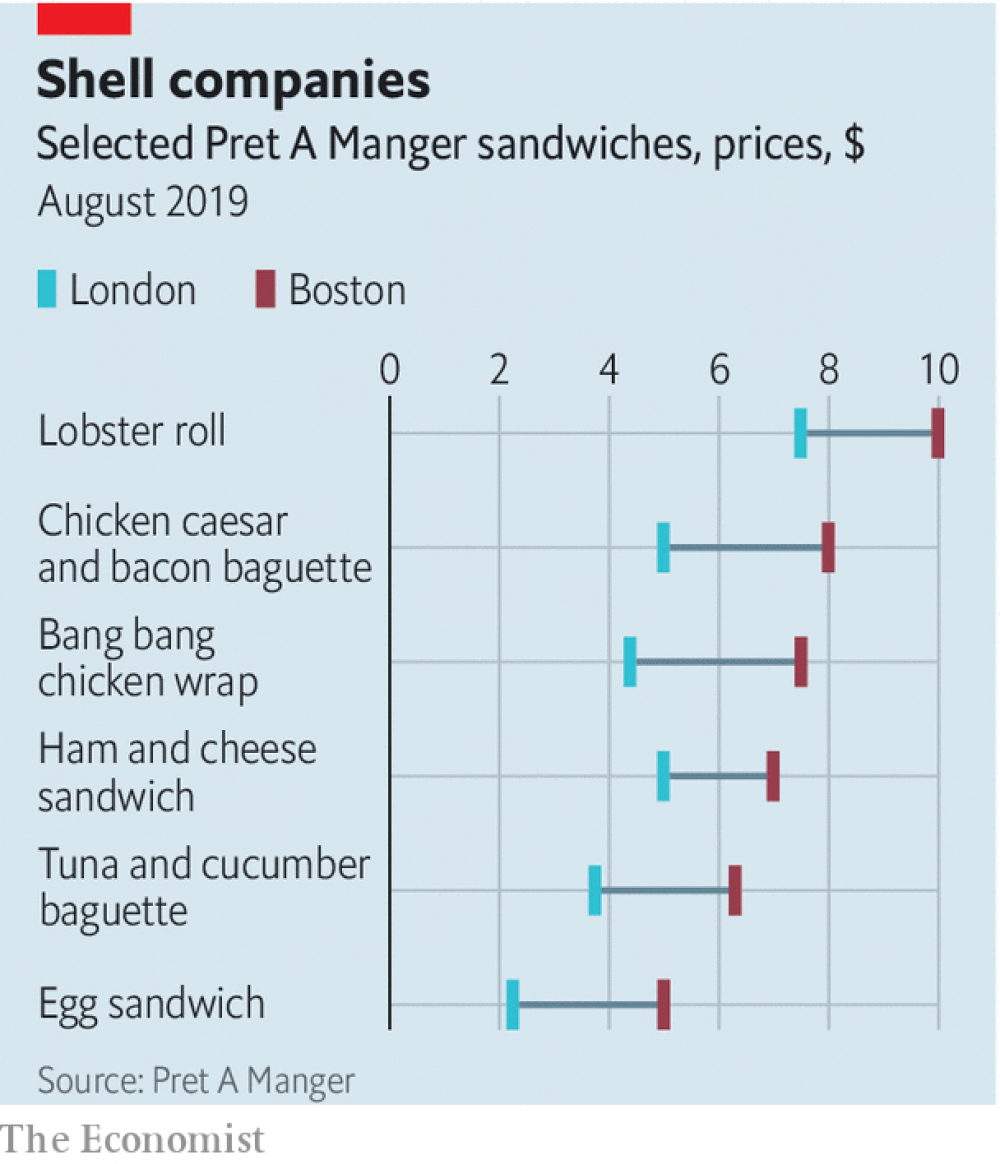 Shell companies
Selected Pret A Manger sandwiches, prices, $
August 2019
London Boston
0 2 4 6 8 10
Lobster roll
Chicken caesar
and bacon baguette
Bang bang
chicken wrap
Ham and cheese
sandwich
Tuna and cucumber
baguette
Egg sandwich
Source: Pret A Manger
The Economist